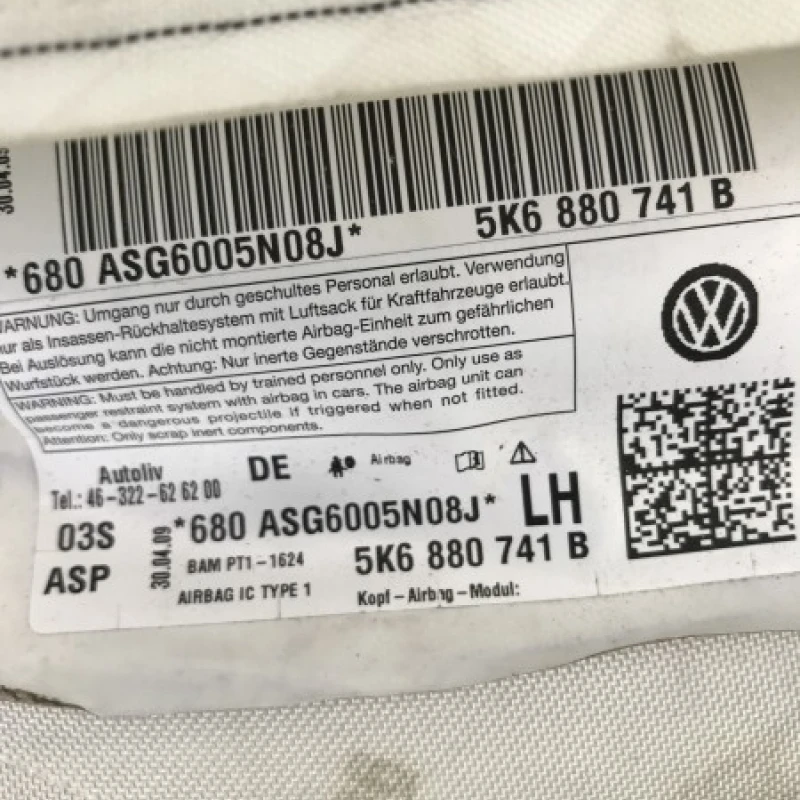 30.04.09
*680 ASG6005N08J* 5K6 880 741 B
WARNUNG: Umgang nur durch geschultes Personal erlaubt. Verwendung
nur als Insassen-Rückhaltesystem mit Luftsack für Kraftfahrzeuge erlaubt.
Bei Auslösung kann die nicht montierte Airbag-Einheit zum gefährlichen
Wurfstück werden. Achtung: Nur inerte Gegenstände verschrotten.
WARNING: Must be handled by trained personnel only. Only use as
passenger restraint system with airbag in cars. The airbag unit can
become a dangerous projectile if triggered when not fitted.
Attention: Only scrap inert components.
Autoliv DE Airbag
Tel.: 46-322-62 62 00
03S 30.04.09 *680 ASG6005N08J* LH
ASP BAM PT1-1624 5K6 880 741 B
AIRBAG IC TYPE 1 Kopf-Airbag-Modul: